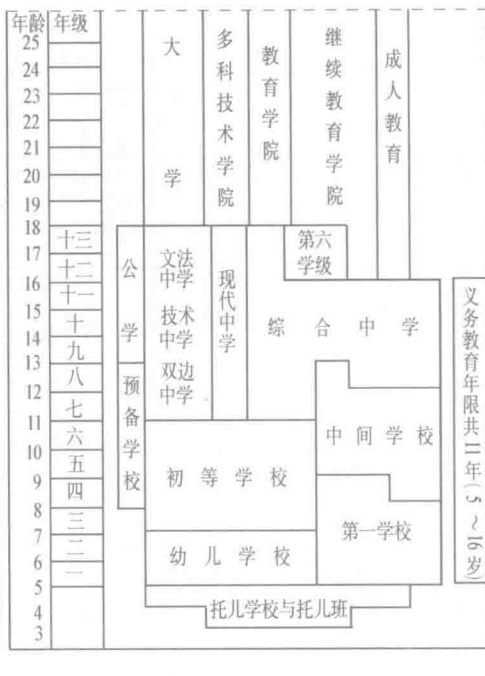 年龄 年级
25
24
23
22
21
20
19
18
17
16
15
14
13
12
11
10
9
8
7
6
5
4
3
十三
十二
十一
十
九
八
七
六
五
四
三
二
一
大学
多科技术学院
教育学院
继续教育学院
成人教育
公学
预备学校
文法
中学
技术
中学
双边
中学
现代中学
第六
学级
综合中学
中间学校
初等学校
第一学校
幼儿学校
托儿学校与托儿班
义务教育年限共11年(5~16岁)